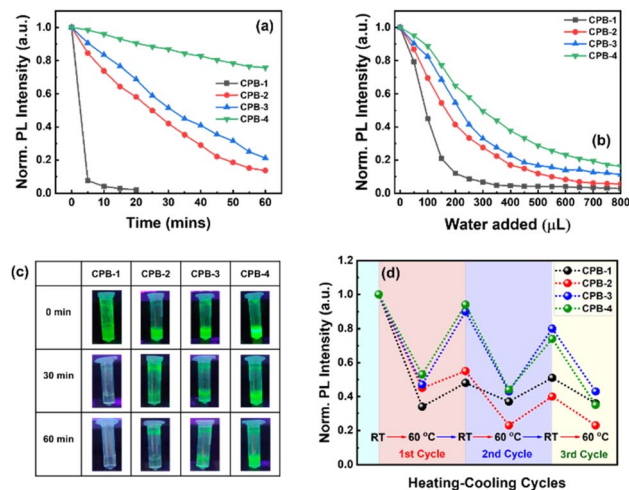 (a)
Norm. PL Intensity (a.u.)
1.0
0.8
0.6
0.4
0.2
0.0
CPB-1
CPB-2
CPB-3
CPB-4
0 5 10 15 20 25 30 35 40 45 50 55 60
Time (mins)
(b)
Norm. PL Intensity (a.u.)
1.0
0.8
0.6
0.4
0.2
0.0
CPB-1
CPB-2
CPB-3
CPB-4
0 100 200 300 400 500 600 700 800
Water added (μL)
(c)
CPB-1 CPB-2 CPB-3 CPB-4
0 min
30 min
60 min
(d)
Norm. PL Intensity (a.u.)
1.2
1.0
0.8
0.6
0.4
0.2
0.0
CPB-1
CPB-2
CPB-3
CPB-4
RT 60 °C RT 60 °C RT 60 °C
1st Cycle 2nd Cycle 3rd Cycle
Heating-Cooling Cycles